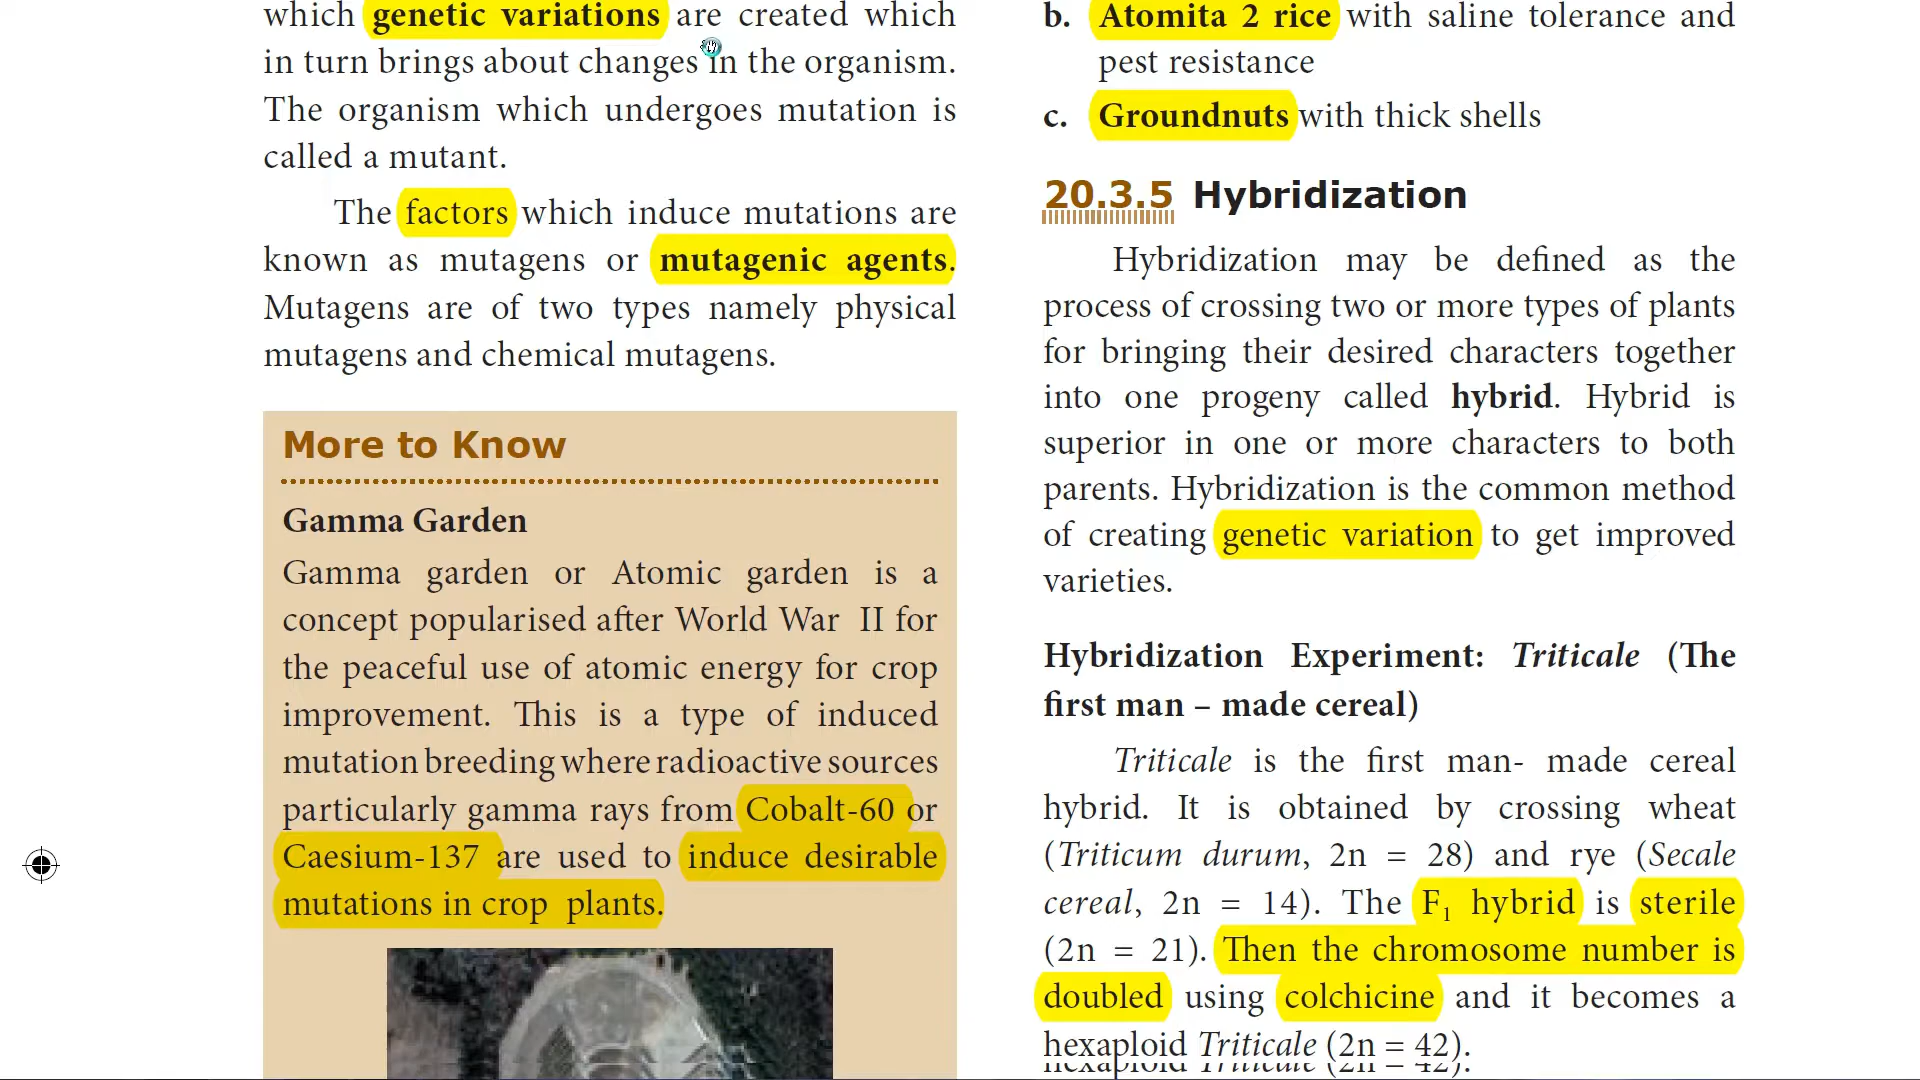 which genetic variations are created which
in turn brings about changes in the organism.
The organism which undergoes mutation is
called a mutant.
The factors which induce mutations are
known as mutagens or mutagenic agents.
Mutagens are of two types namely physical
mutagens and chemical mutagens.
More to Know
Gamma Garden
Gamma garden or Atomic garden is a
concept popularised after World War II for
the peaceful use of atomic energy for crop
improvement. This is a type of induced
mutation breeding where radioactive sources
particularly gamma rays from Cobalt-60 or
Caesium-137 are used to induce desirable
mutations in crop plants.
b. Atomita 2 rice with saline tolerance and
pest resistance
c. Groundnuts with thick shells
20.3.5 Hybridization
Hybridization may be defined as the
process of crossing two or more types of plants
for bringing their desired characters together
into one progeny called hybrid. Hybrid is
superior in one or more characters to both
parents. Hybridization is the common method
of creating genetic variation to get improved
varieties.
Hybridization Experiment: Triticale (The
first man – made cereal)
Triticale is the first man- made cereal
hybrid. It is obtained by crossing wheat
(Triticum durum, 2n = 28) and rye (Secale
cereal, 2n = 14). The F₁ hybrid is sterile
(2n = 21). Then the chromosome number is
doubled using colchicine and it becomes a
hexaploid Triticale (2n = 42).